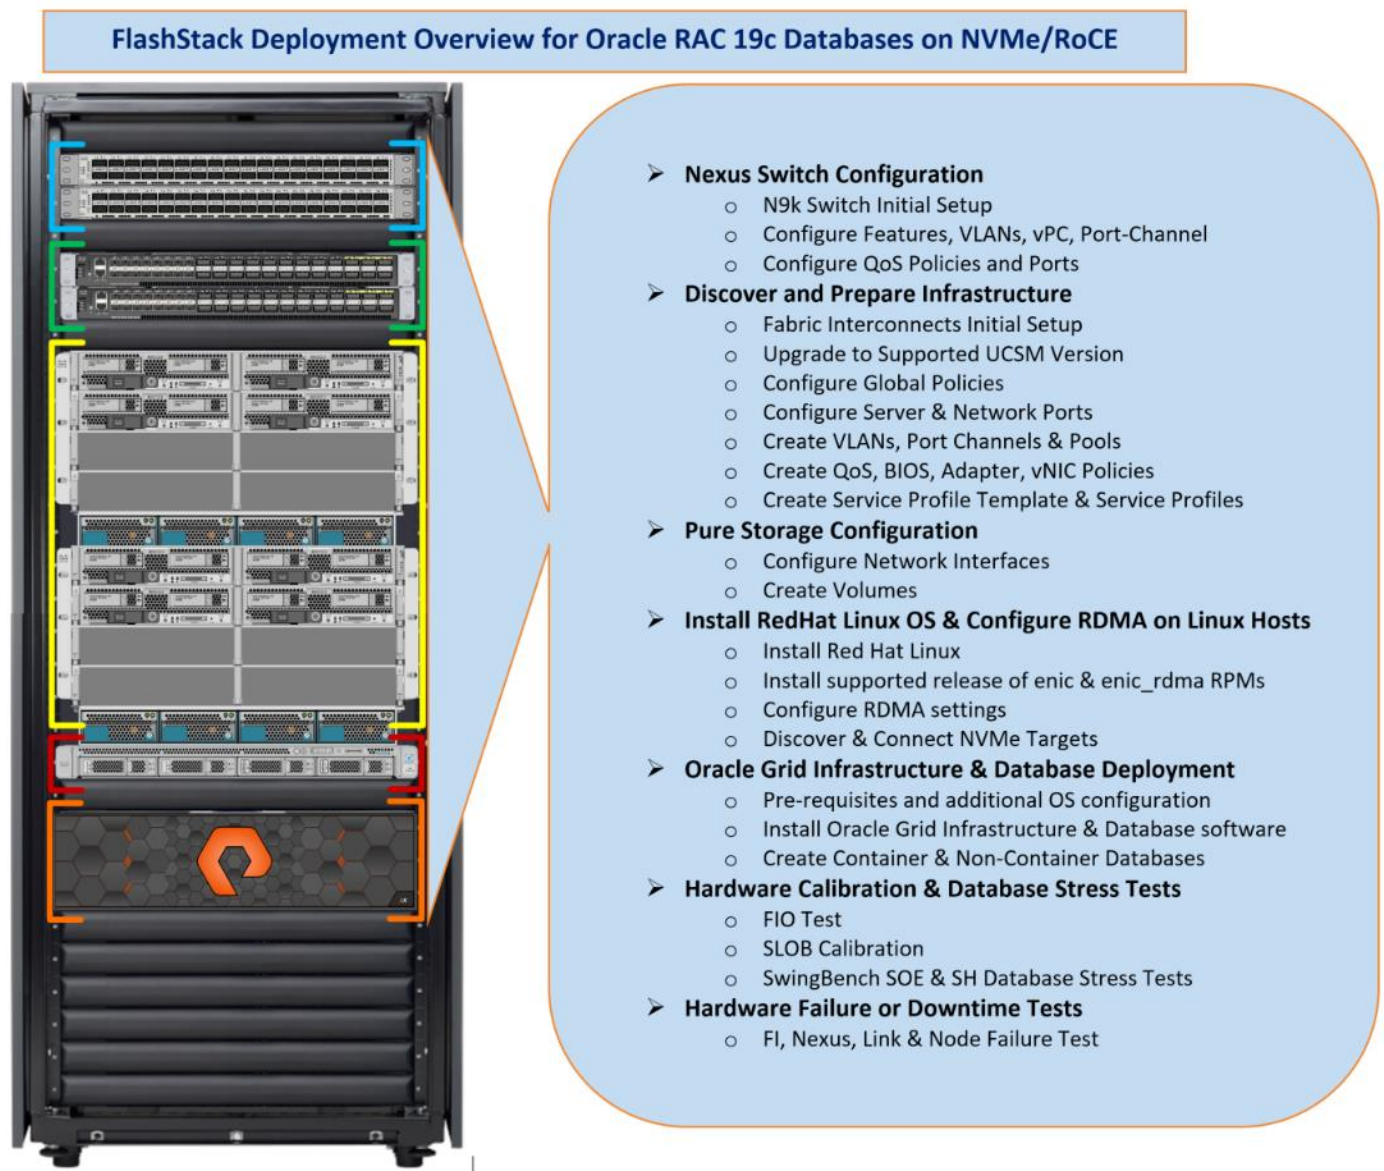 FlashStack Deployment Overview for Oracle RAC 19c Databases on NVMe/RoCE
➢ Nexus Switch Configuration
o N9k Switch Initial Setup
o Configure Features, VLANs, vPC, Port-Channel
o Configure QoS Policies and Ports
➢ Discover and Prepare Infrastructure
o Fabric Interconnects Initial Setup
o Upgrade to Supported UCSM Version
o Configure Global Policies
o Configure Server & Network Ports
o Create VLANs, Port Channels & Pools
o Create QoS, BIOS, Adapter, vNIC Policies
o Create Service Profile Template & Service Profiles
➢ Pure Storage Configuration
o Configure Network Interfaces
o Create Volumes
➢ Install RedHat Linux OS & Configure RDMA on Linux Hosts
o Install Red Hat Linux
o Install supported release of enic & enic_rdma RPMs
o Configure RDMA settings
o Discover & Connect NVMe Targets
➢ Oracle Grid Infrastructure & Database Deployment
o Pre-requisites and additional OS configuration
o Install Oracle Grid Infrastructure & Database software
o Create Container & Non-Container Databases
➢ Hardware Calibration & Database Stress Tests
o FIO Test
o SLOB Calibration
o SwingBench SOE & SH Database Stress Tests
➢ Hardware Failure or Downtime Tests
o FI, Nexus, Link & Node Failure Test